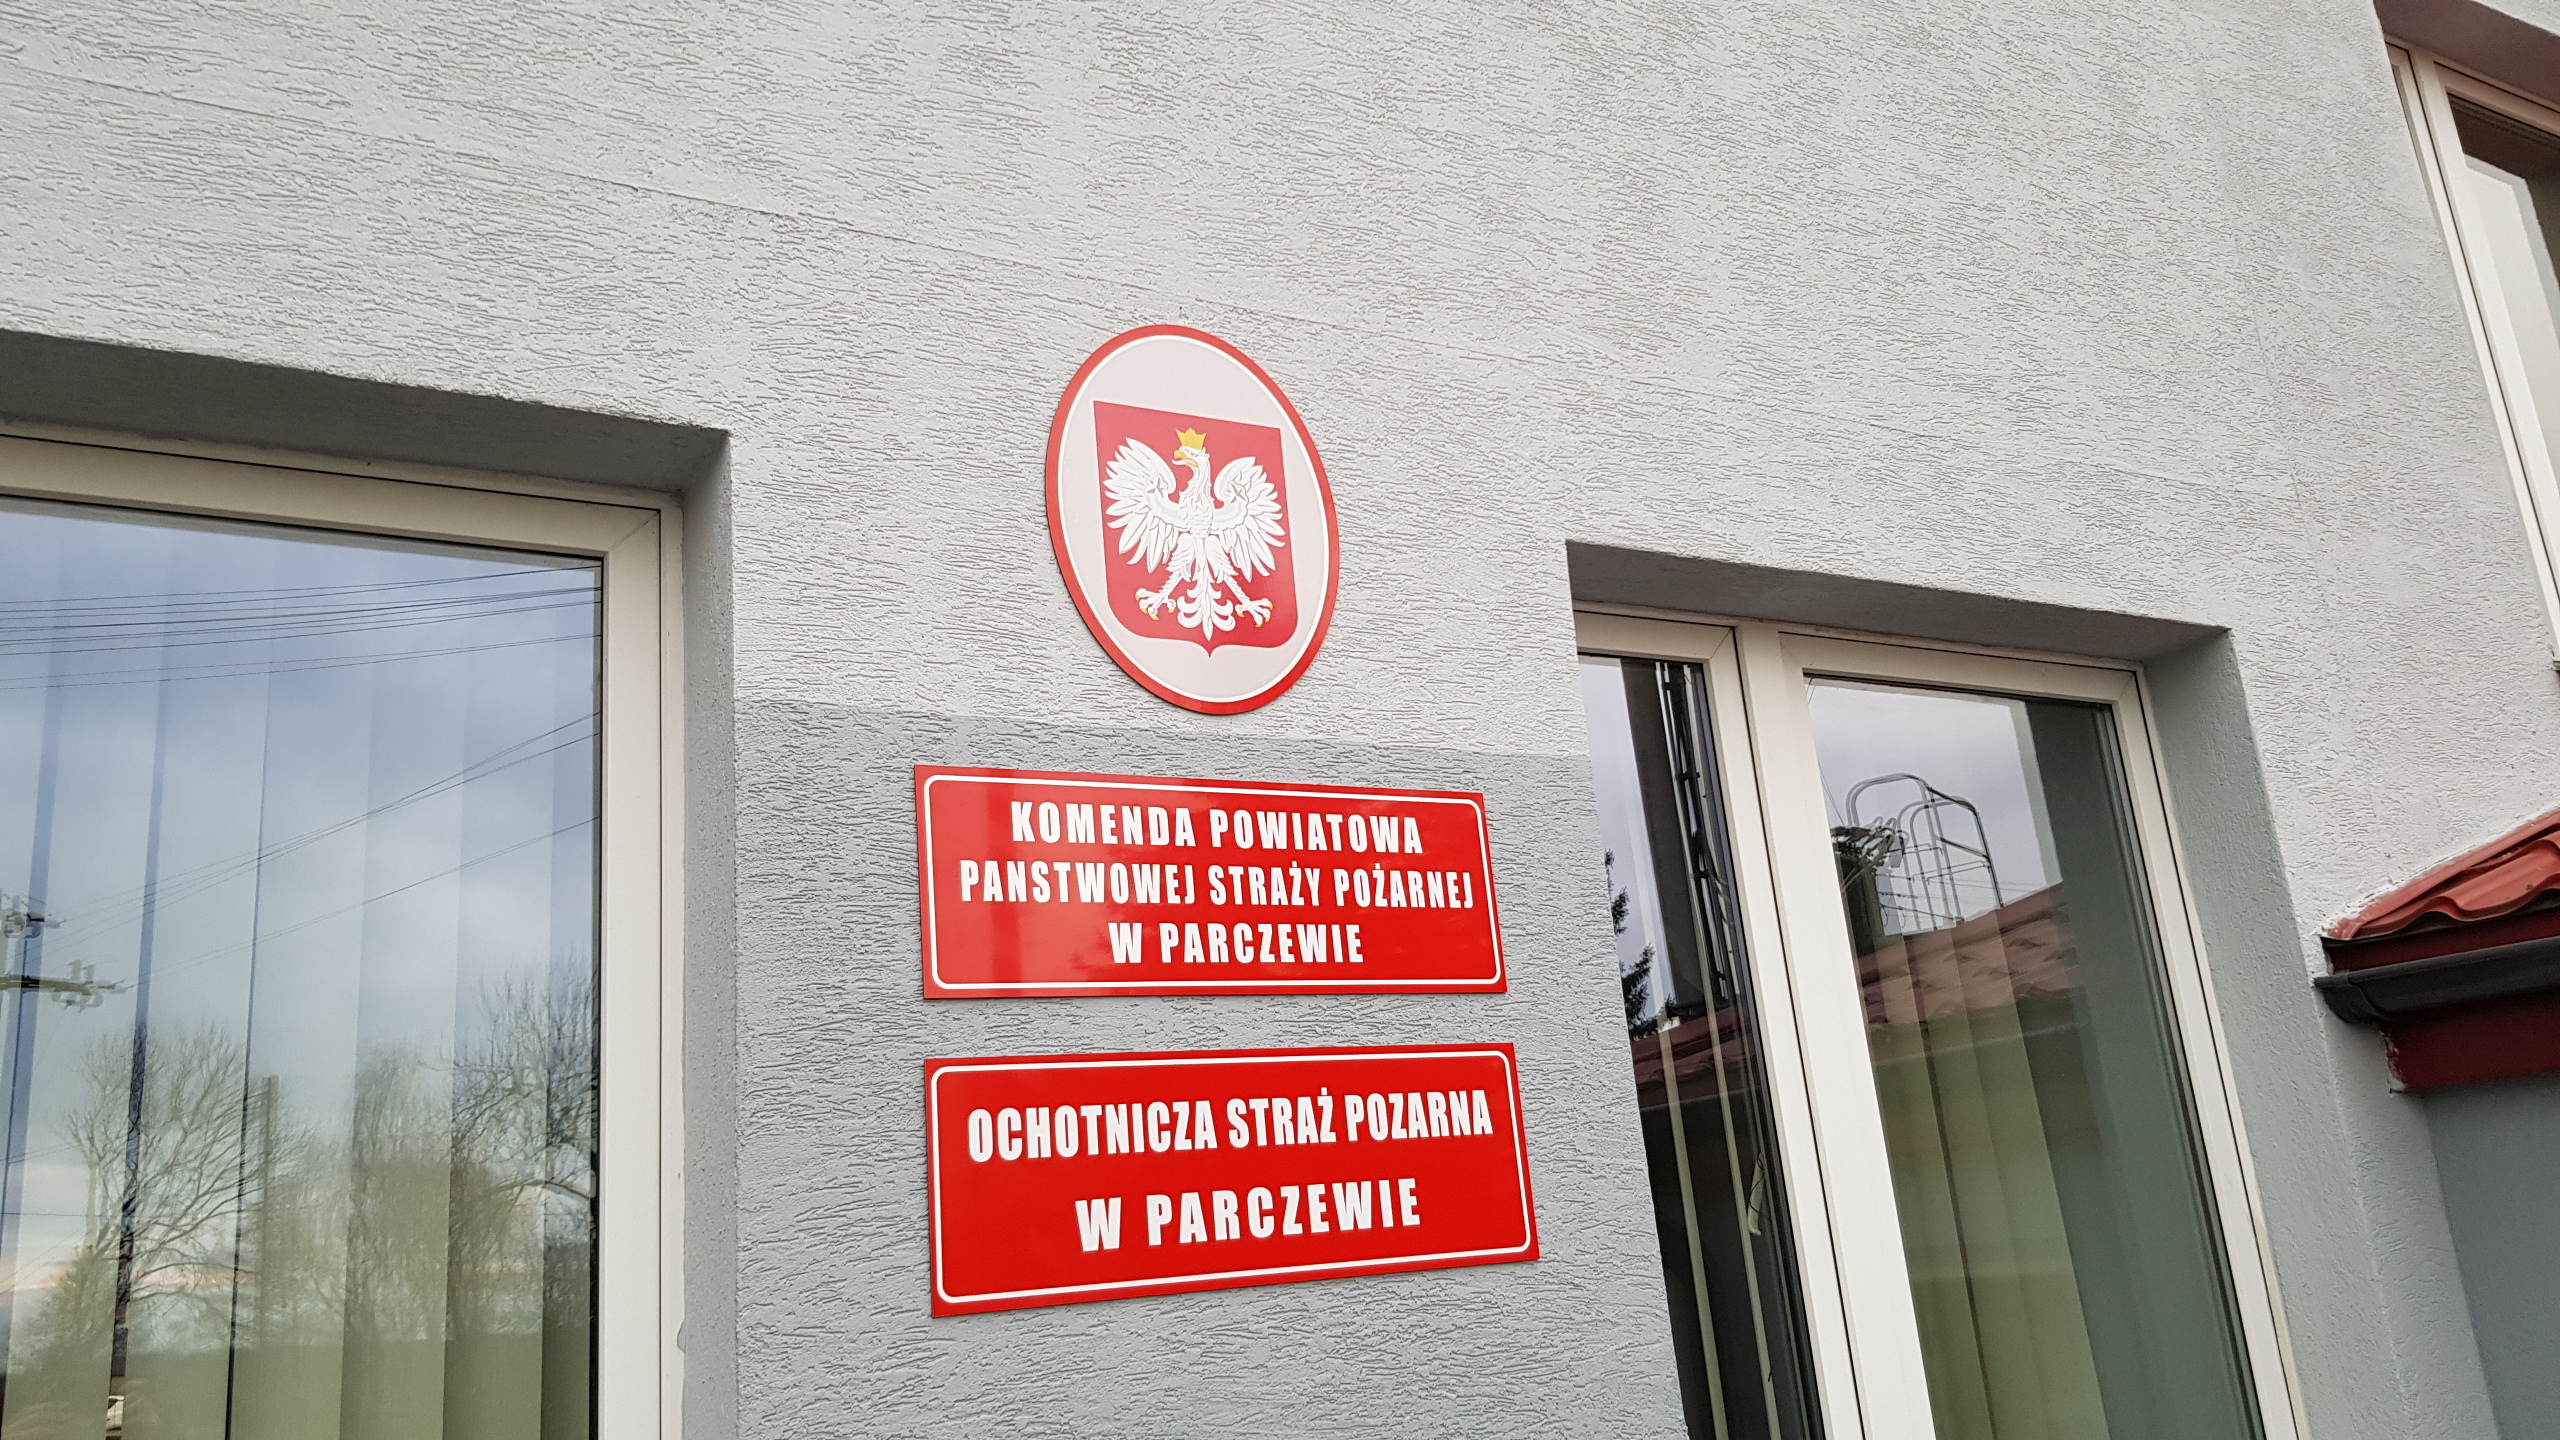 KOMENDA POWIATOWA
PANSTWOWEJ STRAŻY POŻARNEJ
W PARCZEWIE
OCHOTNICZA STRAŻ POZARNA
W PARCZEWIE